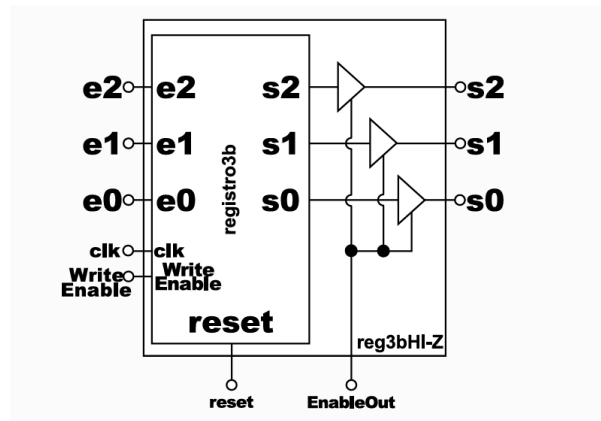 e2 e2 s2 s2
e1 e1 s1 s1
registro3b
e0 e0 s0 s0
clk clk
Write Write
Enable Enable
reset
reg3bHI-Z
reset EnableOut